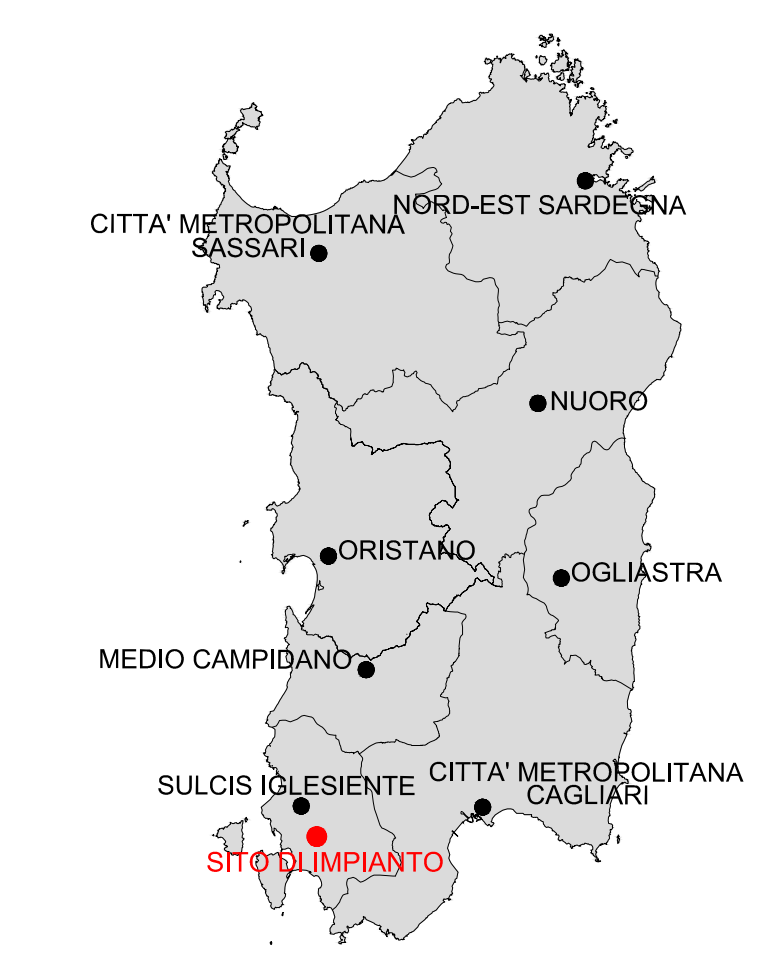 NORD-EST SARDEGNA
CITTA' METROPOLITANA
SASSARI
NUORO
ORISTANO
OGLIASTRA
MEDIO CAMPIDANO
CITTA' METROPOLITANA
CAGLIARI
SULCIS IGLESIENTE
SITO DI IMPIANTO